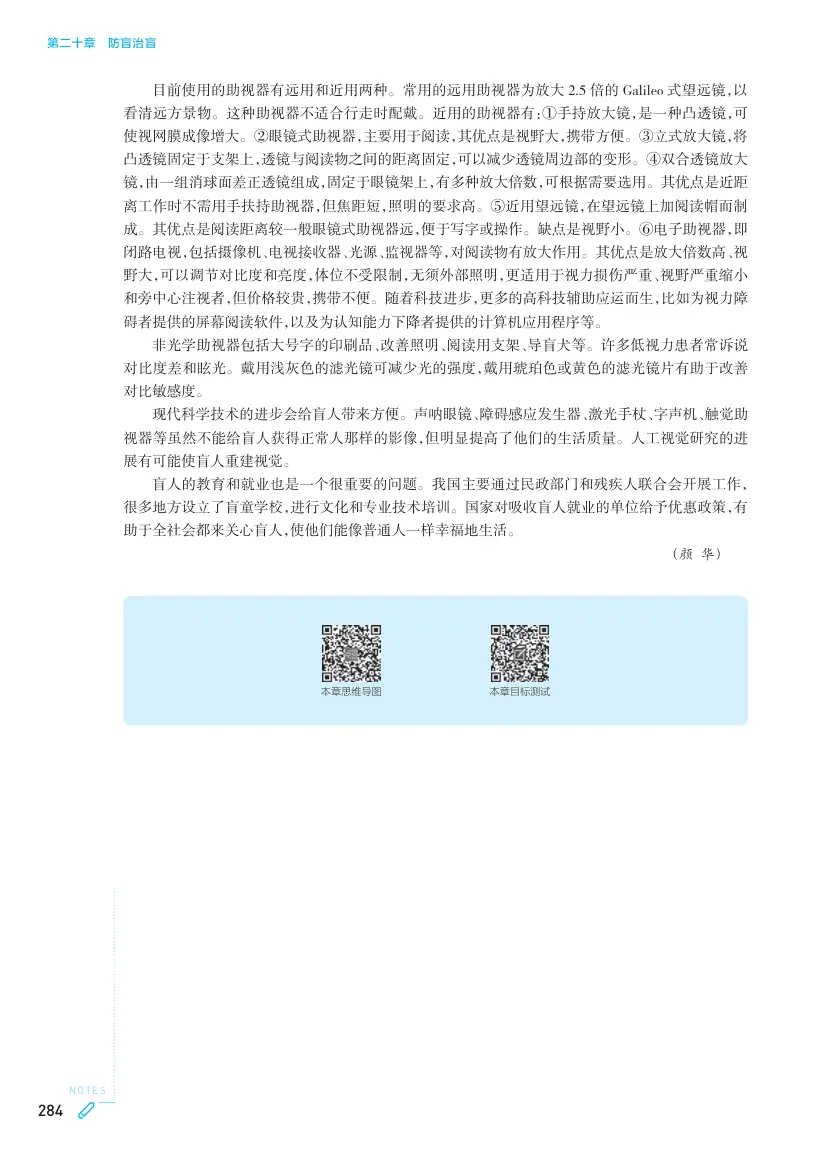 第二十章　防盲治盲
目前使用的助视器有远用和近用两种。常用的远用助视器为放大 2.5 倍的 Galileo 式望远镜,以
看清远方景物。这种助视器不适合行走时配戴。近用的助视器有:①手持放大镜,是一种凸透镜,可
使视网膜成像增大。②眼镜式助视器,主要用于阅读,其优点是视野大,携带方便。③立式放大镜,将
凸透镜固定于支架上,透镜与阅读物之间的距离固定,可以减少透镜周边部的变形。④双合透镜放大
镜,由一组消球面差正透镜组成,固定于眼镜架上,有多种放大倍数,可根据需要选用。其优点是近距
离工作时不需用手扶持助视器,但焦距短,照明的要求高。⑤近用望远镜,在望远镜上加阅读帽而制
成。其优点是阅读距离较一般眼镜式助视器远,便于写字或操作。缺点是视野小。⑥电子助视器,即
闭路电视,包括摄像机、电视接收器、光源、监视器等,对阅读物有放大作用。其优点是放大倍数高、视
野大,可以调节对比度和亮度,体位不受限制,无须外部照明,更适用于视力损伤严重、视野严重缩小
和旁中心注视者,但价格较贵,携带不便。随着科技进步,更多的高科技辅助应运而生,比如为视力障
碍者提供的屏幕阅读软件,以及为认知能力下降者提供的计算机应用程序等。
非光学助视器包括大号字的印刷品、改善照明、阅读用支架、导盲犬等。许多低视力患者常诉说
对比度差和眩光。戴用浅灰色的滤光镜可减少光的强度,戴用琥珀色或黄色的滤光镜片有助于改善
对比敏感度。
现代科学技术的进步会给盲人带来方便。声呐眼镜、障碍感应发生器、激光手杖、字声机、触觉助
视器等虽然不能给盲人获得正常人那样的影像,但明显提高了他们的生活质量。人工视觉研究的进
展有可能使盲人重建视觉。
盲人的教育和就业也是一个很重要的问题。我国主要通过民政部门和残疾人联合会开展工作,
很多地方设立了盲童学校,进行文化和专业技术培训。国家对吸收盲人就业的单位给予优惠政策,有
助于全社会都来关心盲人,使他们能像普通人一样幸福地生活。
(颜 华)
本章思维导图
本章目标测试
NOTES
284